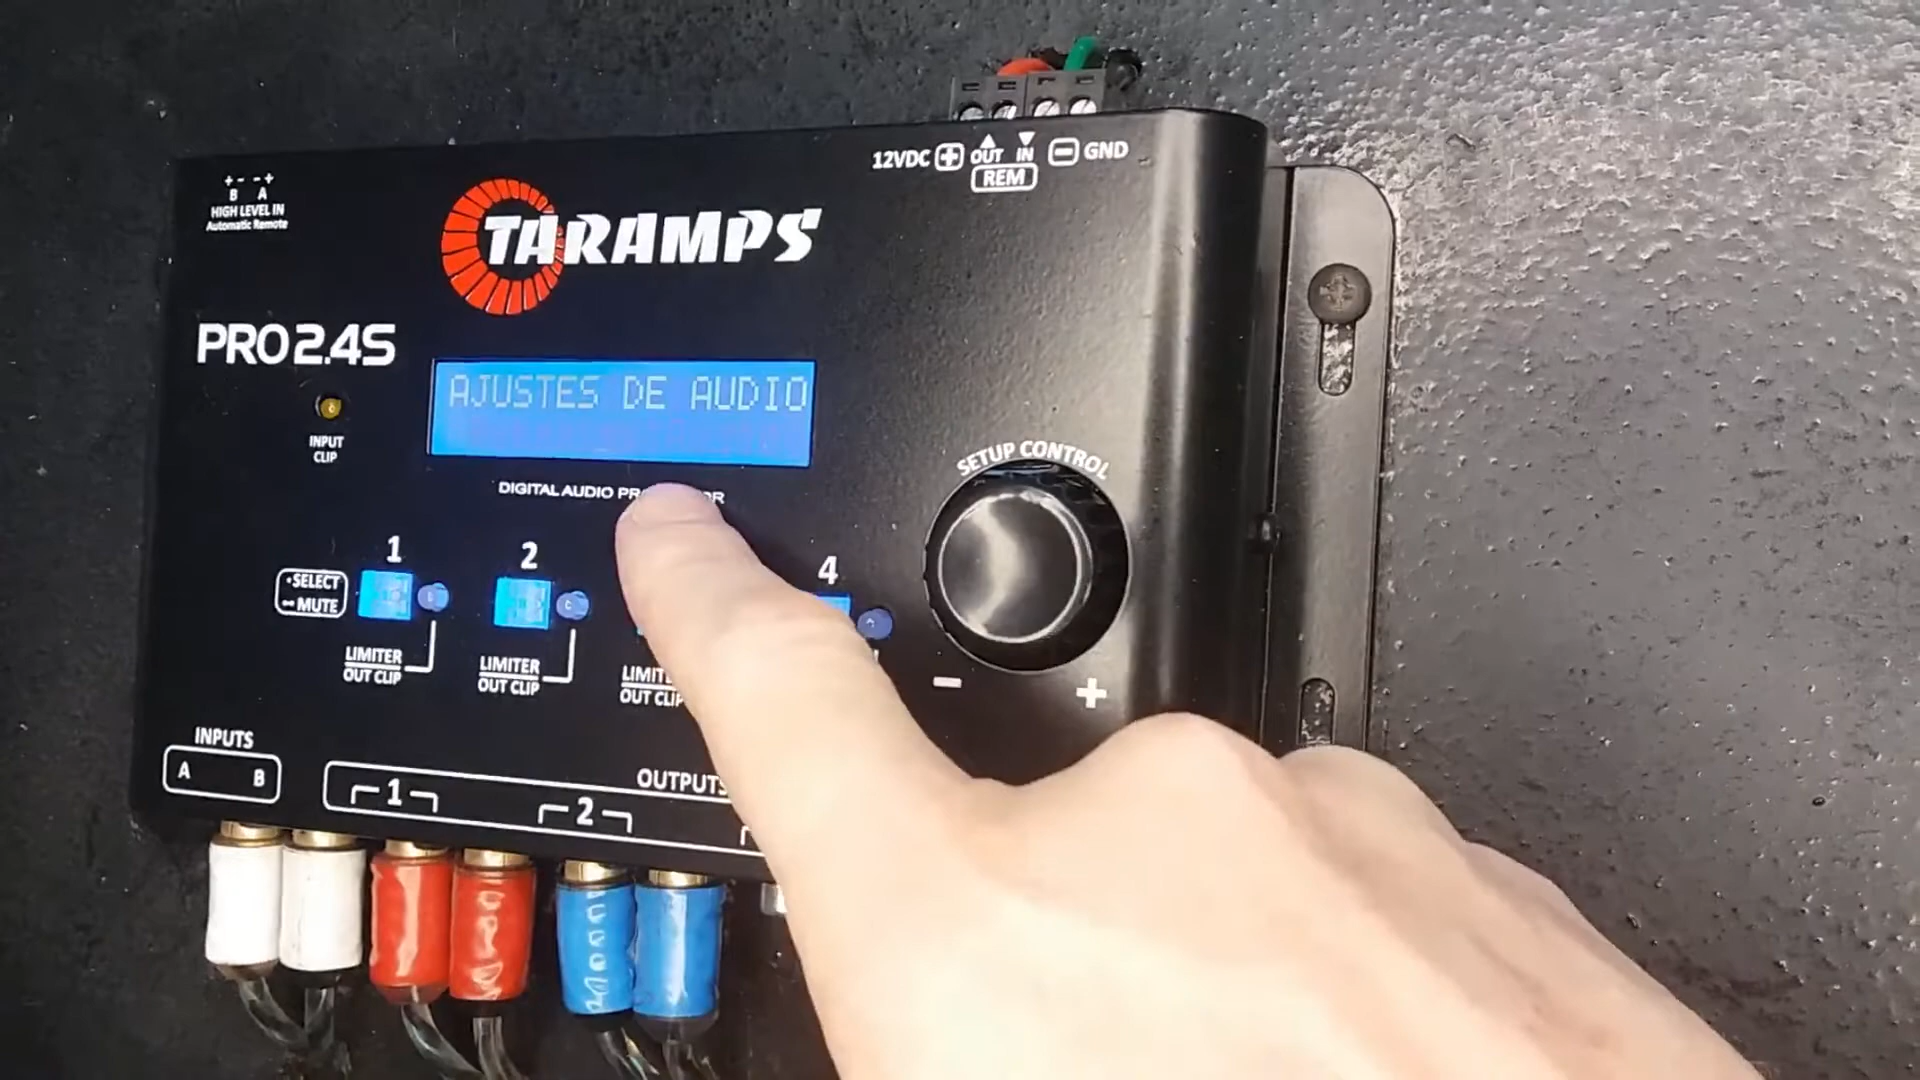 12VDC + OUT IN - GND
REM
+ - - +
B A
HIGH LEVEL IN
Automatic Remote
TARAMPS
PRO 2.4S
AJUSTES DE AUDIO
INPUT
CLIP
DIGITAL AUDIO
SETUP CONTROL
1 2 4
SELECT
MUTE
LIMITER
OUT CLIP
LIMITER
OUT CLIP
OUT CLIP
- +
INPUTS
A B
OUTPUTS
1 2